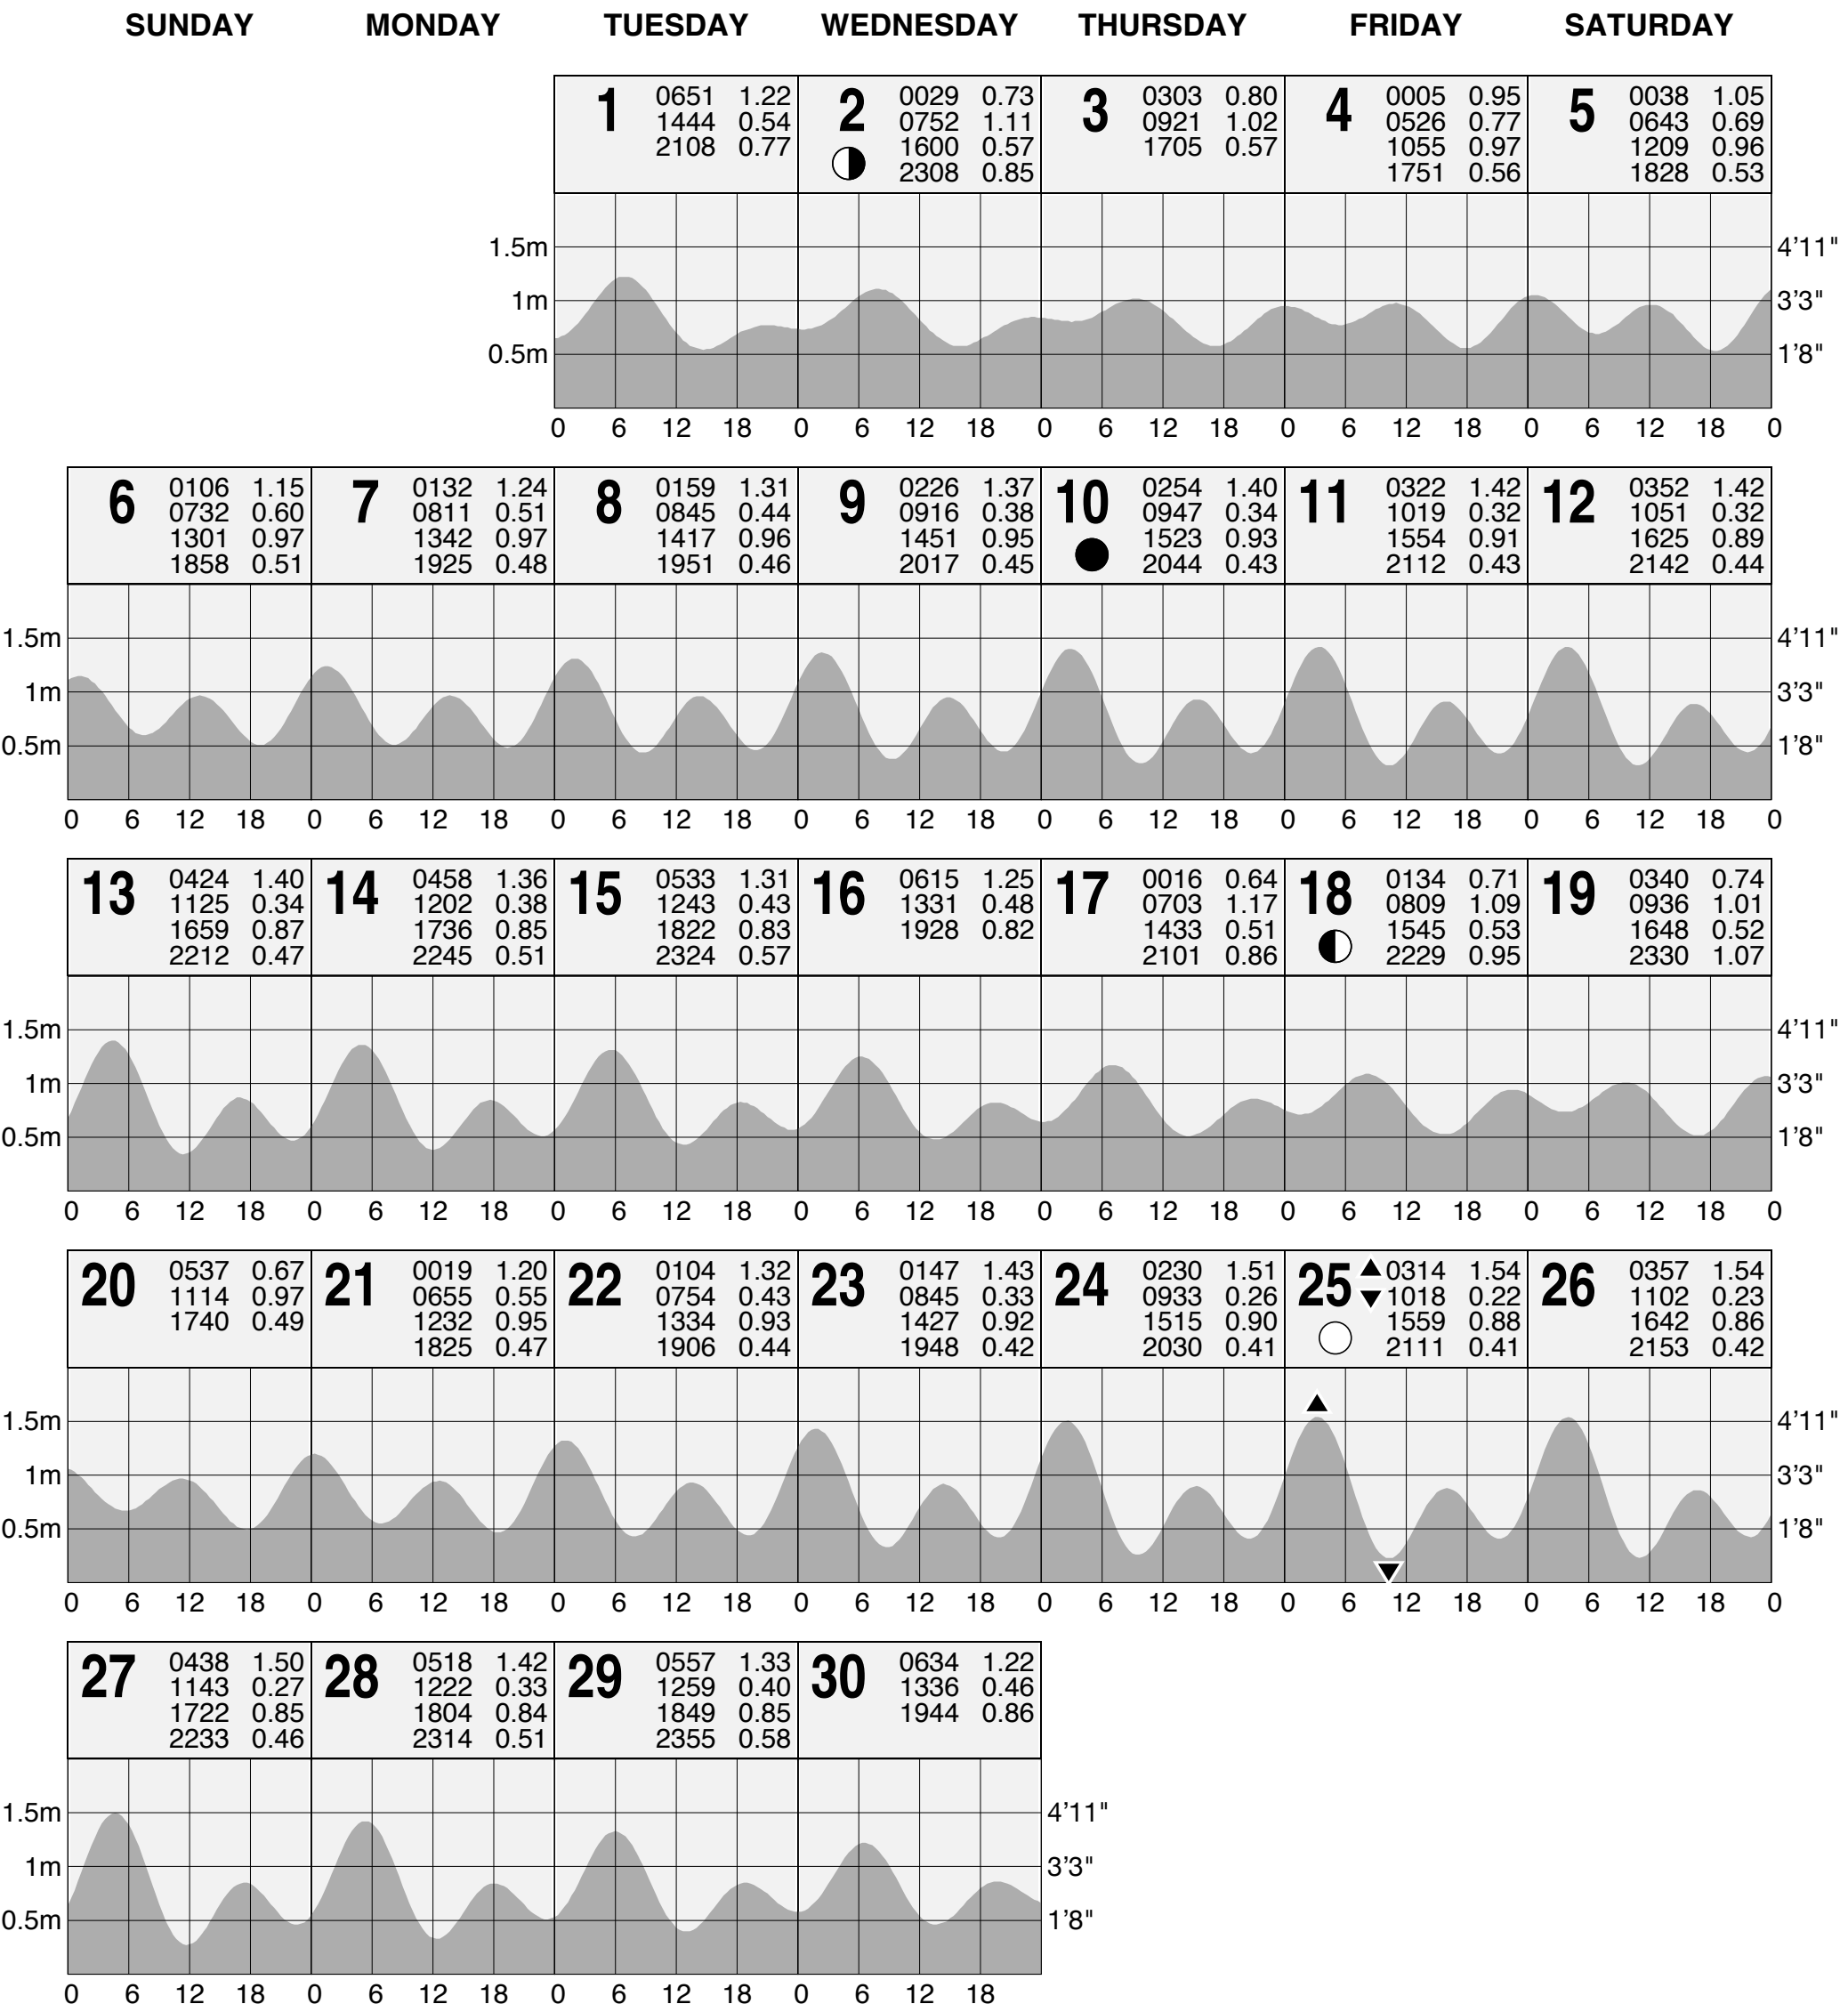 SUNDAY MONDAY TUESDAY WEDNESDAY THURSDAY FRIDAY SATURDAY
1 0651 1.22 2 0029 0.73 3 0303 0.80 4 0005 0.95 5 0038 1.05
1444 0.54 0752 1.11 0921 1.02 0526 0.77 0643 0.69
2108 0.77 1600 0.57 1705 0.57 1055 0.97 1209 0.96
2308 0.85 1751 0.56 1828 0.53
1.5m 4'11"
1m 3'3"
0.5m 1'8"
0 6 12 18 0 6 12 18 0 6 12 18 0 6 12 18 0 6 12 18 0
6 0106 1.15 7 0132 1.24 8 0159 1.31 9 0226 1.37 10 0254 1.40 11 0322 1.42 12 0352 1.42
0732 0.60 0811 0.51 0845 0.44 0916 0.38 0947 0.34 1019 0.32 1051 0.32
1301 0.97 1342 0.97 1417 0.96 1451 0.95 1523 0.93 1554 0.91 1625 0.89
1858 0.51 1925 0.48 1951 0.46 2017 0.45 2044 0.43 2112 0.43 2142 0.44
1.5m 4'11"
1m 3'3"
0.5m 1'8"
0 6 12 18 0 6 12 18 0 6 12 18 0 6 12 18 0 6 12 18 0 6 12 18 0 6 12 18 0
13 0424 1.40 14 0458 1.36 15 0533 1.31 16 0615 1.25 17 0016 0.64 18 0134 0.71 19 0340 0.74
1125 0.34 1202 0.38 1243 0.43 1331 0.48 0703 1.17 0809 1.09 0936 1.01
1659 0.87 1736 0.85 1822 0.83 1928 0.82 1433 0.51 1545 0.53 1648 0.52
2212 0.47 2245 0.51 2324 0.57 2101 0.86 2229 0.95 2330 1.07
1.5m 4'11"
1m 3'3"
0.5m 1'8"
0 6 12 18 0 6 12 18 0 6 12 18 0 6 12 18 0 6 12 18 0 6 12 18 0 6 12 18 0
20 0537 0.67 21 0019 1.20 22 0104 1.32 23 0147 1.43 24 0230 1.51 25 0314 1.54 26 0357 1.54
1114 0.97 0655 0.55 0754 0.43 0845 0.33 0933 0.26 1018 0.22 1102 0.23
1740 0.49 1232 0.95 1334 0.93 1427 0.92 1515 0.90 1559 0.88 1642 0.86
1825 0.47 1906 0.44 1948 0.42 2030 0.41 2111 0.41 2153 0.42
1.5m 4'11"
1m 3'3"
0.5m 1'8"
0 6 12 18 0 6 12 18 0 6 12 18 0 6 12 18 0 6 12 18 0 6 12 18 0 6 12 18 0
27 0438 1.50 28 0518 1.42 29 0557 1.33 30 0634 1.22
1143 0.27 1222 0.33 1259 0.40 1336 0.46
1722 0.85 1804 0.84 1849 0.85 1944 0.86
2233 0.46 2314 0.51 2355 0.58
1.5m 4'11"
1m 3'3"
0.5m 1'8"
0 6 12 18 0 6 12 18 0 6 12 18 0 6 12 18